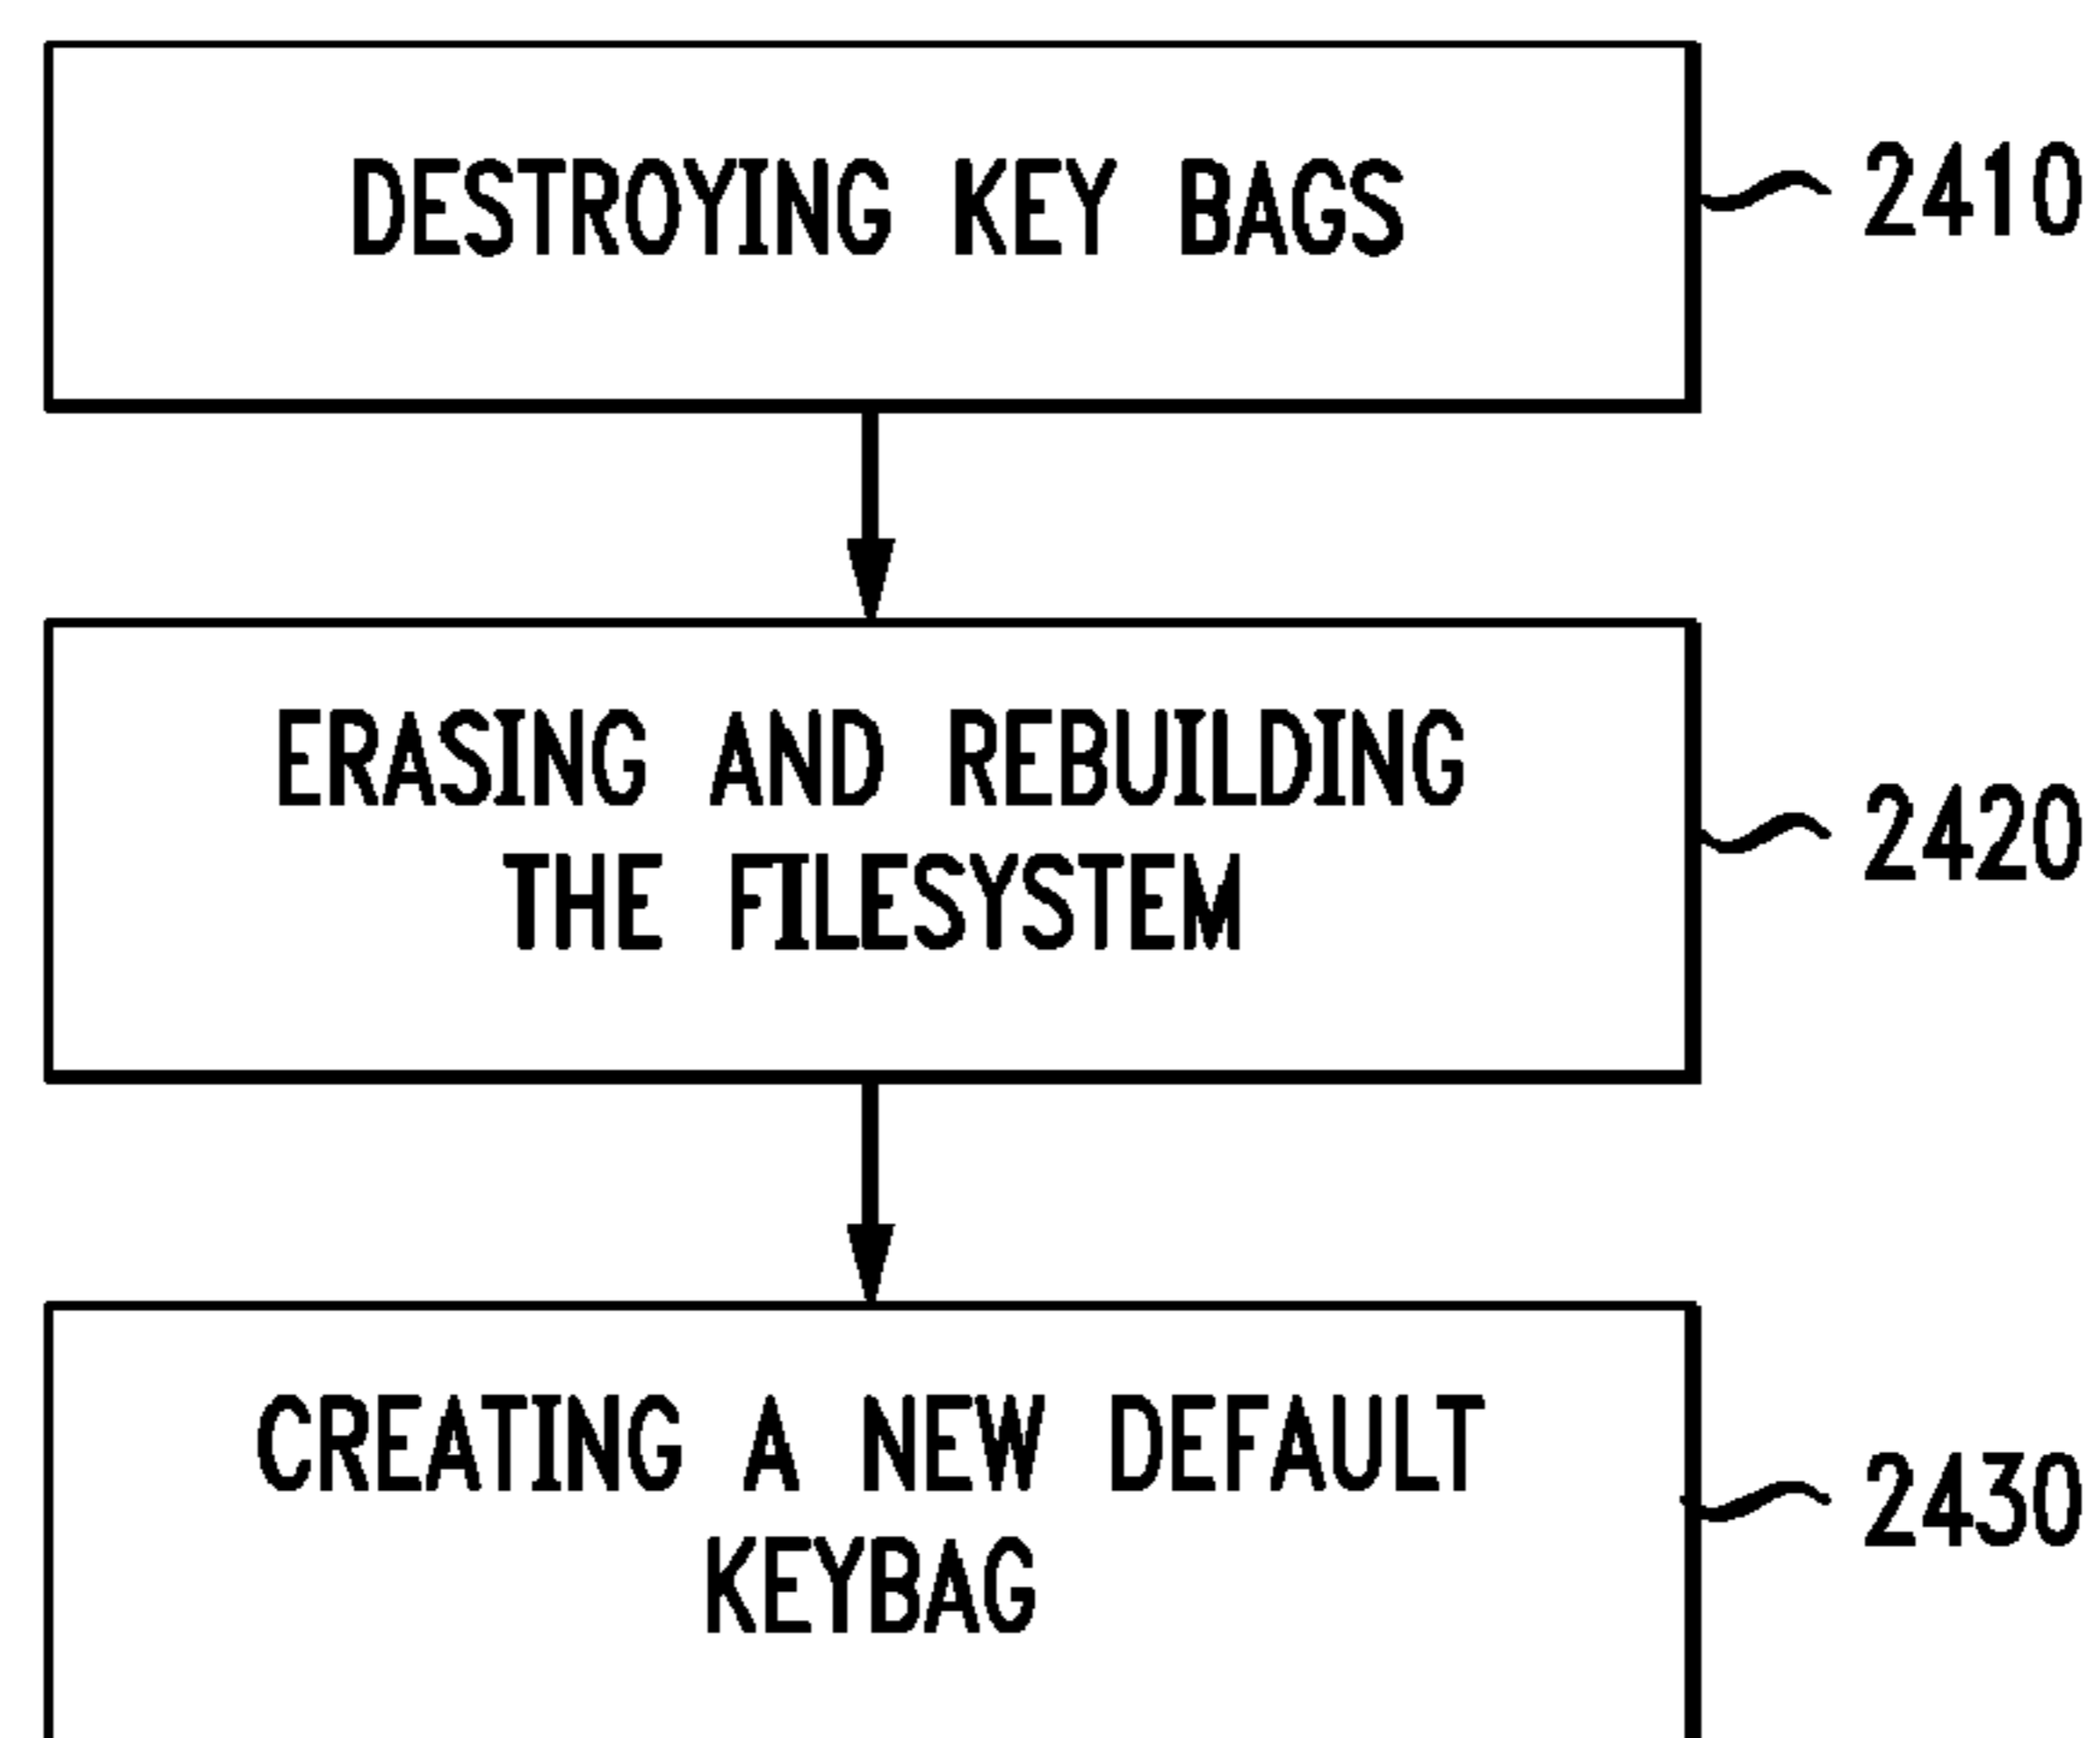 DESTROYING KEY BAGS
2410
ERASING AND REBUILDING
THE FILESYSTEM
2420
CREATING A NEW DEFAULT
KEYBAG
2430